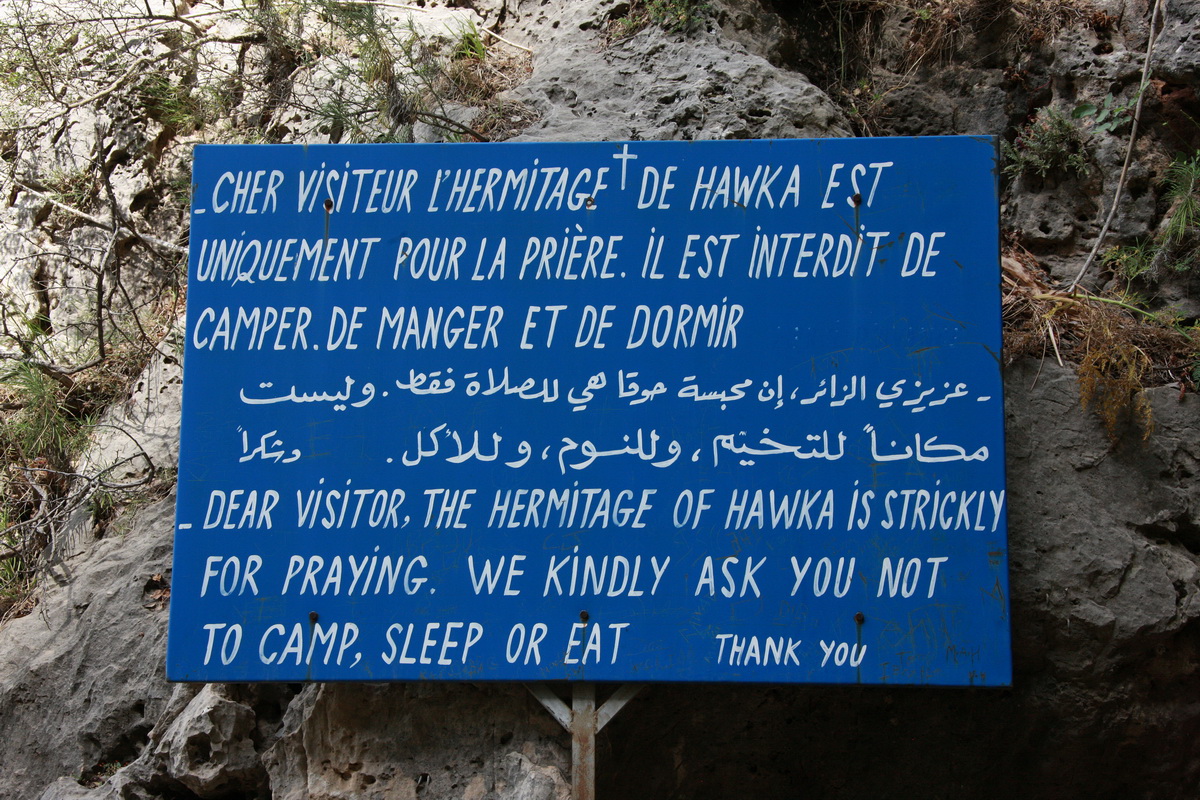 _CHER VISITEUR L'HERMITAGE † DE HAWKA EST
UNIQUEMENT POUR LA PRIÈRE. IL EST INTERDIT DE
CAMPER. DE MANGER ET DE DORMIR
- عزيزي الزائر، إن محبسة حوقا هي للصلاة فقط. وليست
مكاناً للتخييم، وللنوم، وللأكل. وشكراً
_ DEAR VISITOR, THE HERMITAGE OF HAWKA IS STRICKLY
FOR PRAYING. WE KINDLY ASK YOU NOT
TO CAMP, SLEEP OR EAT THANK YOU